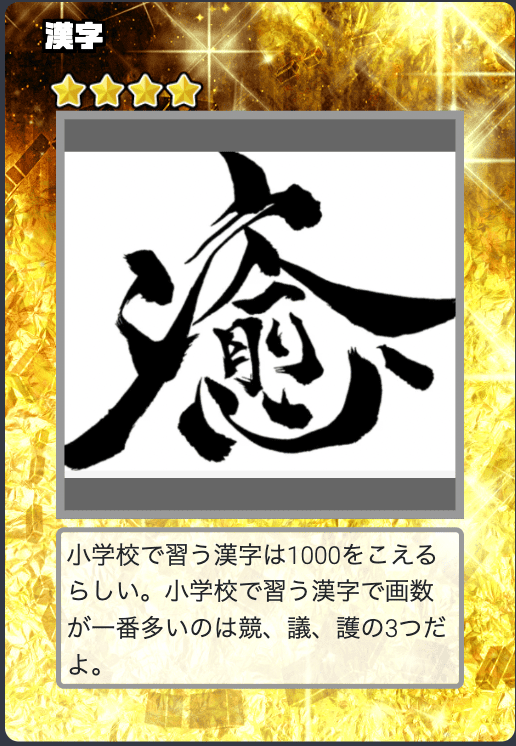 漢字
癒
小学校で習う漢字は1000をこえる
らしい。小学校で習う漢字で画数
が一番多いのは競、議、護の3つだ
よ。